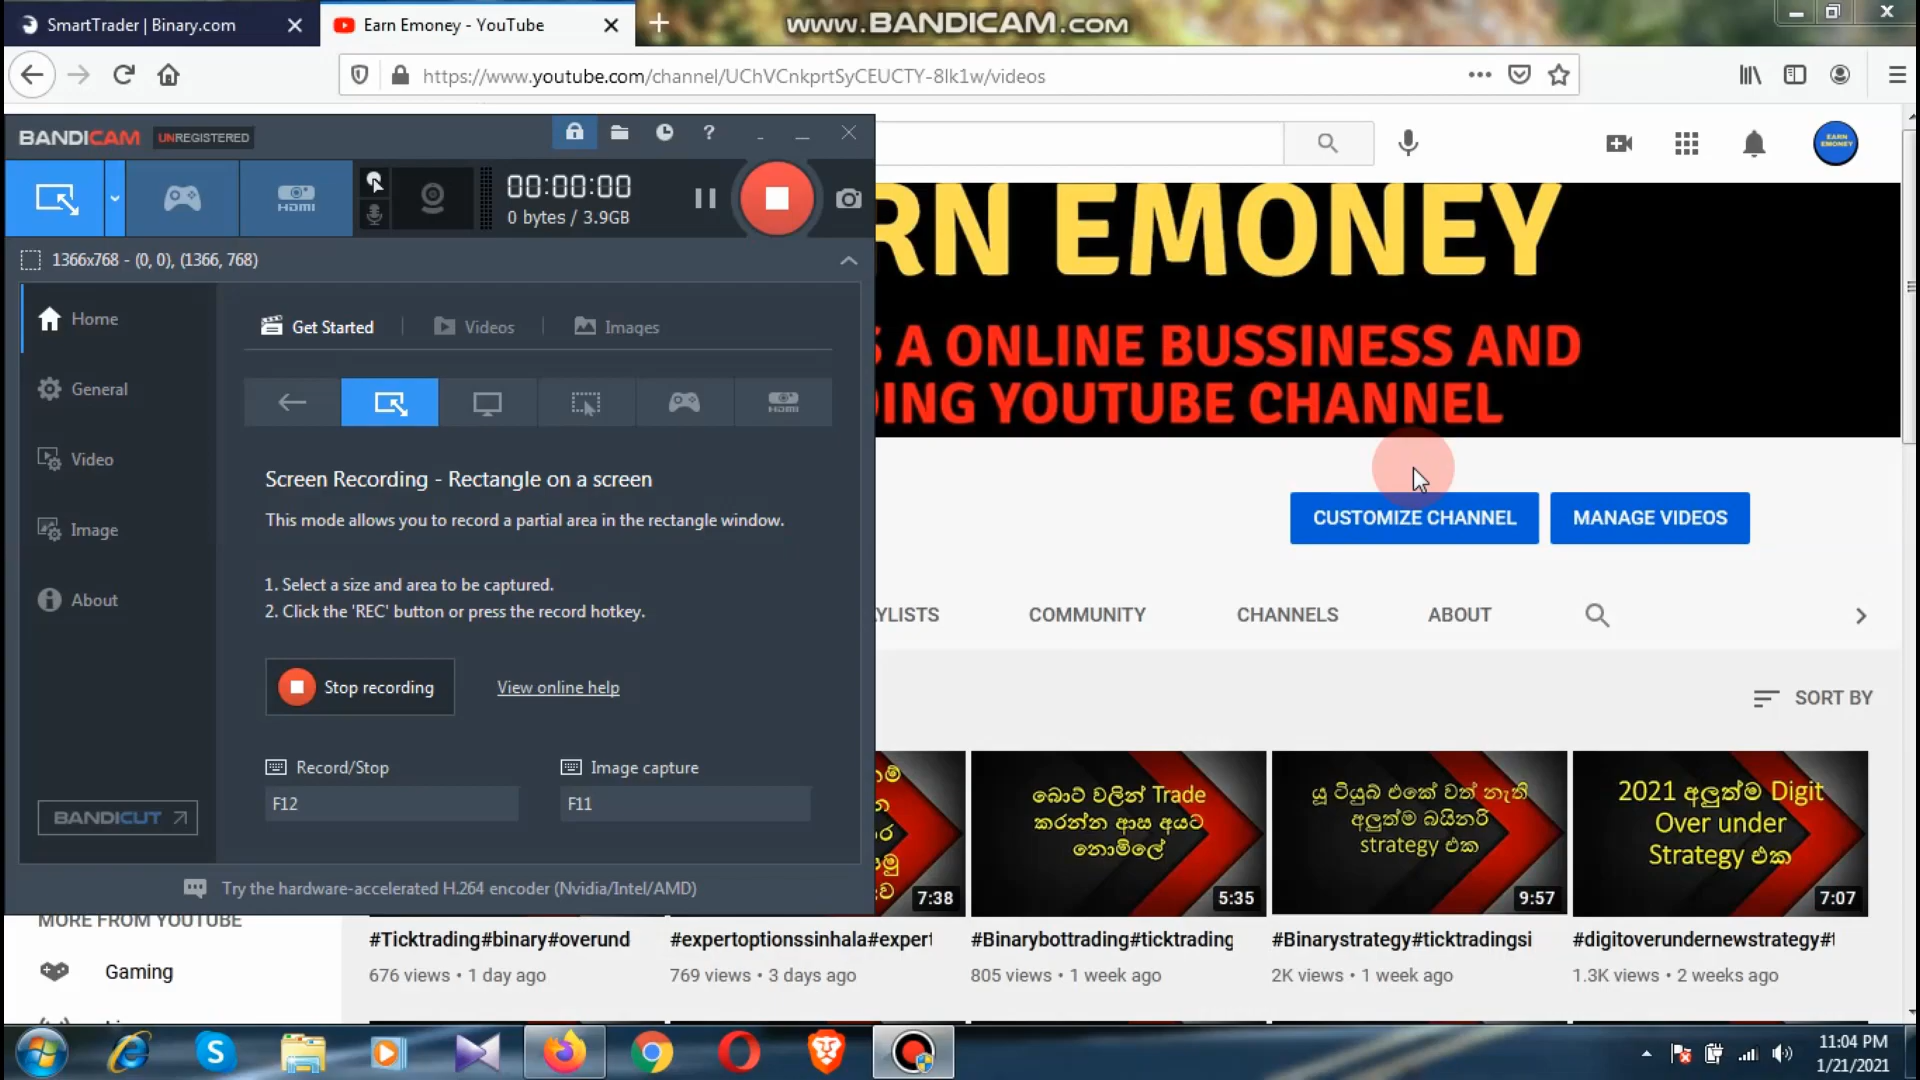 SmartTrader | Binary.com
Earn Emoney - YouTube
www.BANDICAM.com
https://www.youtube.com/channel/UChVCnkprtSyCEUCTY-8lk1w/videos
BANDICAM UNREGISTERED
HDMI
00:00:00
0 bytes / 3.9GB
1366x768 - (0, 0), (1366, 768)
Home
General
Video
Image
About
BANDICUT
Get Started
Videos
Images
HDMI
Screen Recording - Rectangle on a screen
This mode allows you to record a partial area in the rectangle window.
1. Select a size and area to be captured.
2. Click the 'REC' button or press the record hotkey.
Stop recording
View online help
Record/Stop
Image capture
F12
F11
Try the hardware-accelerated H.264 encoder (Nvidia/Intel/AMD)
EARN
EMONEY
RN EMONEY
A ONLINE BUSSINESS AND
ING YOUTUBE CHANNEL
CUSTOMIZE CHANNEL
MANAGE VIDEOS
YLISTS
COMMUNITY
CHANNELS
ABOUT
SORT BY
7:38
බොට් වලින් Trade
කරන්න ආස අයට
නොමිලේ
5:35
යූ ටියුබ් එකේ වත් නැති
අලුත්ම බයිනරි
strategy එක
9:57
2021 අලුත්ම Digit
Over under
Strategy එක
7:07
MORE FROM YOUTUBE
Gaming
#Ticktrading#binary#overund
676 views • 1 day ago
#expertoptionssinhala#expert
769 views • 3 days ago
#Binarybottrading#ticktrading
805 views • 1 week ago
#Binarystrategy#ticktradingsi
2K views • 1 week ago
#digitoverundernewstrategy#t
1.3K views • 2 weeks ago
11:04 PM
1/21/2021